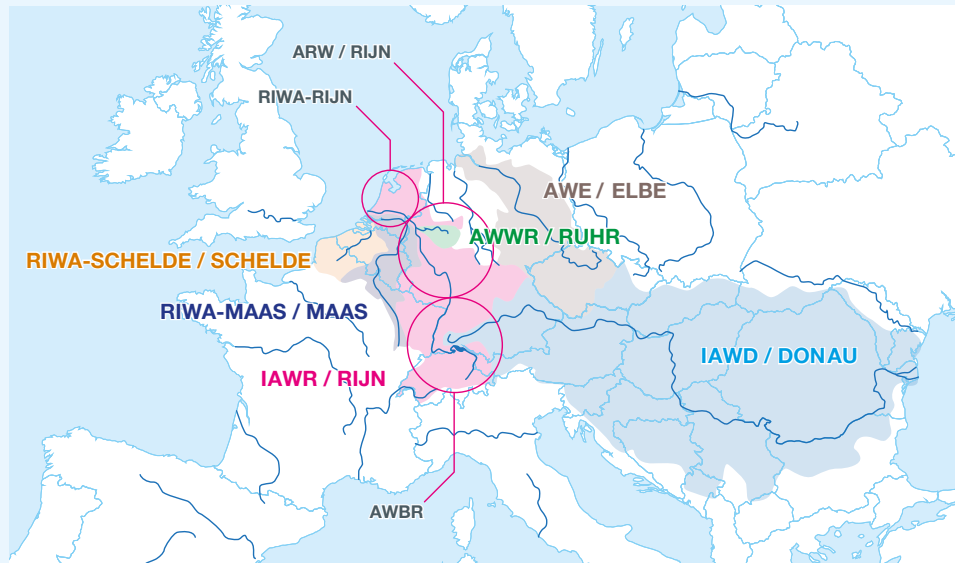 ARW / RIJN
RIWA-RIJN
AWE / ELBE
AWWR / RUHR
RIWA-SCHELDE / SCHELDE
RIWA-MAAS / MAAS
IAWD / DONAU
IAWR / RIJN
AWBR